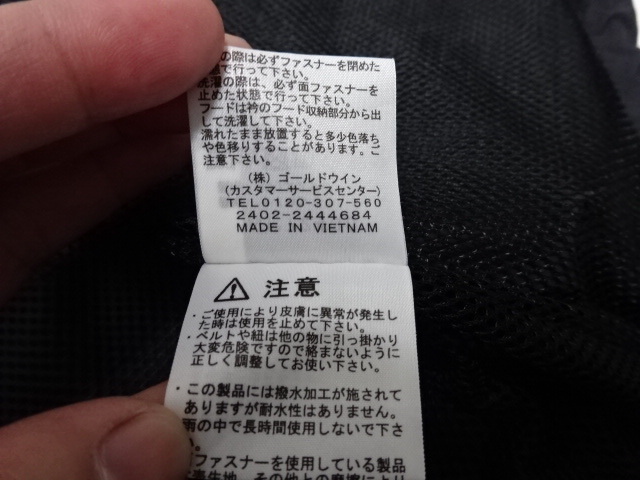 の際は必ずファスナーを閉めた
態で行って下さい。
洗濯の際は、必ず面ファスナーを
止めた状態で行って下さい。
フードは衿のフード収納部分から出
して洗濯して下さい。
濡れたまま放置すると多少色落ち
や色移りすることがあります。ご
注意下さい。
(株) ゴールドウイン
(カスタマーサービスセンター)
TEL0120-307-560
2402-2444684
MADE IN VIETNAM
注意
・ご使用により皮膚に異常が発生し
た時は使用を止めて下さい。
・ベルトや紐は他の物に引っ掛かり
大変危険ですので絡まないように
正しく調整してお使い下さい。
・この製品には撥水加工が施されて
ありますが耐水性はありません。
雨の中で長時間使用しないで下さ
い。
ファスナーを使用している製品
表生地、その他との摩擦により